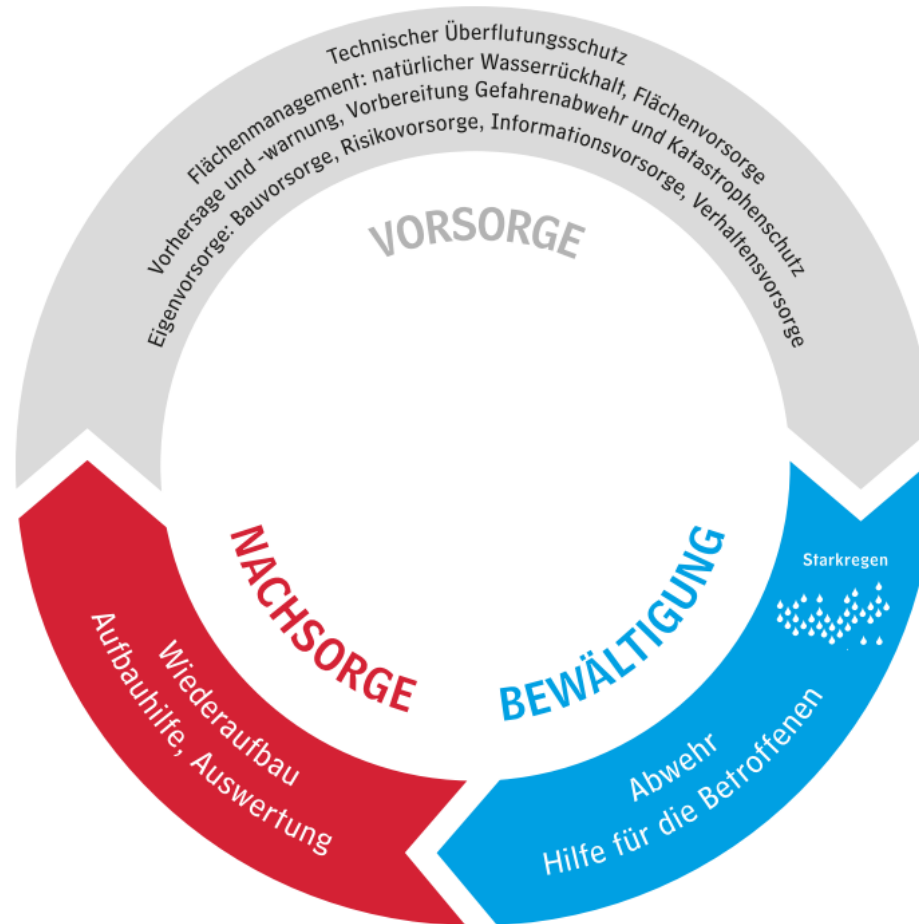 Technischer Überflutungsschutz
Flächenmanagement: natürlicher Wasserrückhalt, Flächenvorsorge
Vorhersage und -warnung, Vorbereitung Gefahrenabwehr und Katastrophenschutz
Eigenvorsorge: Bauvorsorge, Risikovorsorge, Informationsvorsorge, Verhaltensvorsorge
VORSORGE
Starkregen
BEWÄLTIGUNG
Abwehr
Hilfe für die Betroffenen
NACHSORGE
Wiederaufbau
Aufbauhilfe, Auswertung